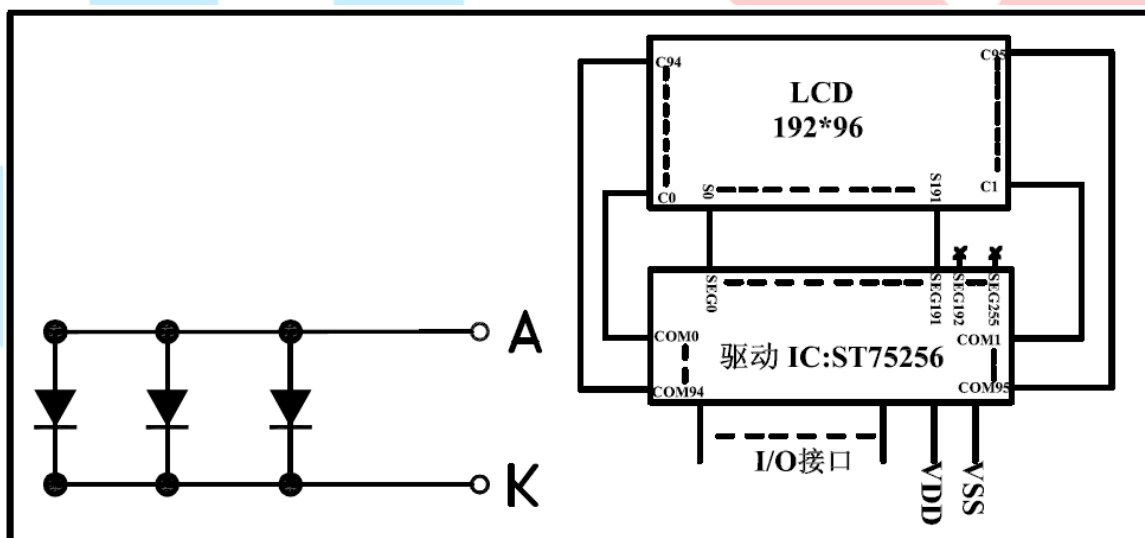 C94
C95
LCD
192*96
C0
S0
S191
C1
SEG0
SEG191
SEG192
SEG255
COM0
COM1
驱动 IC:ST75256
COM94
COM95
I/O接口
VDD
VSS
A
K